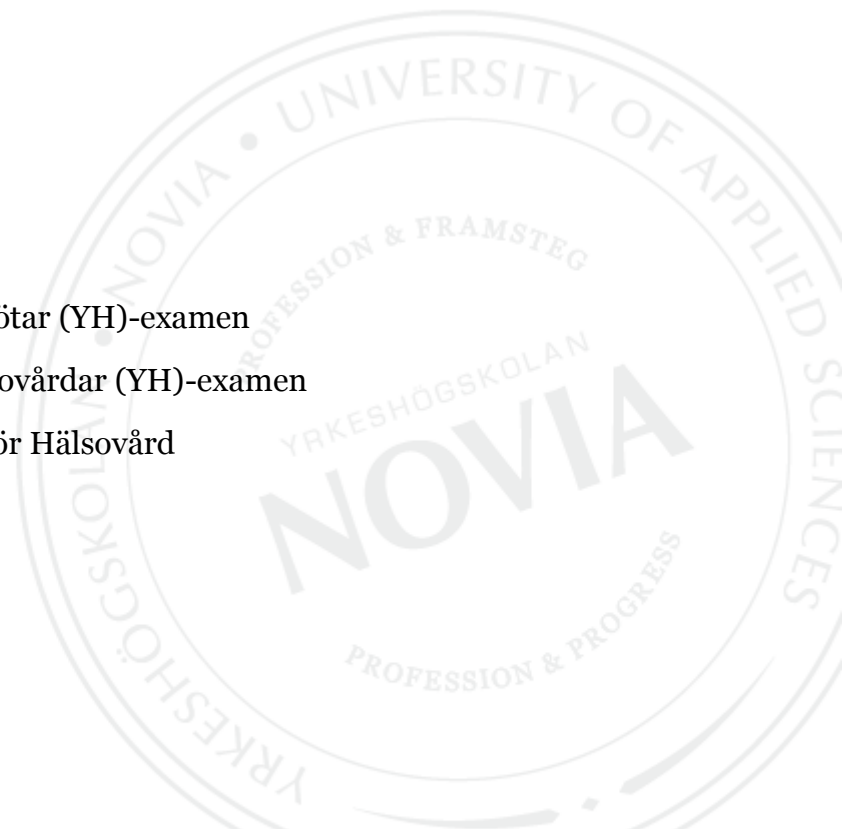 UNIVERSITY OF APPLIED SCIENCES
YRKESHÖGSKOLAN • NOVIA •
PROFESSION & FRAMSTEG
ötar (YH)-examen
ovårdar (YH)-examen
ör Hälsovård
YRKESHÖGSKOLAN
NOVIA
PROFESSION & PROGRESS